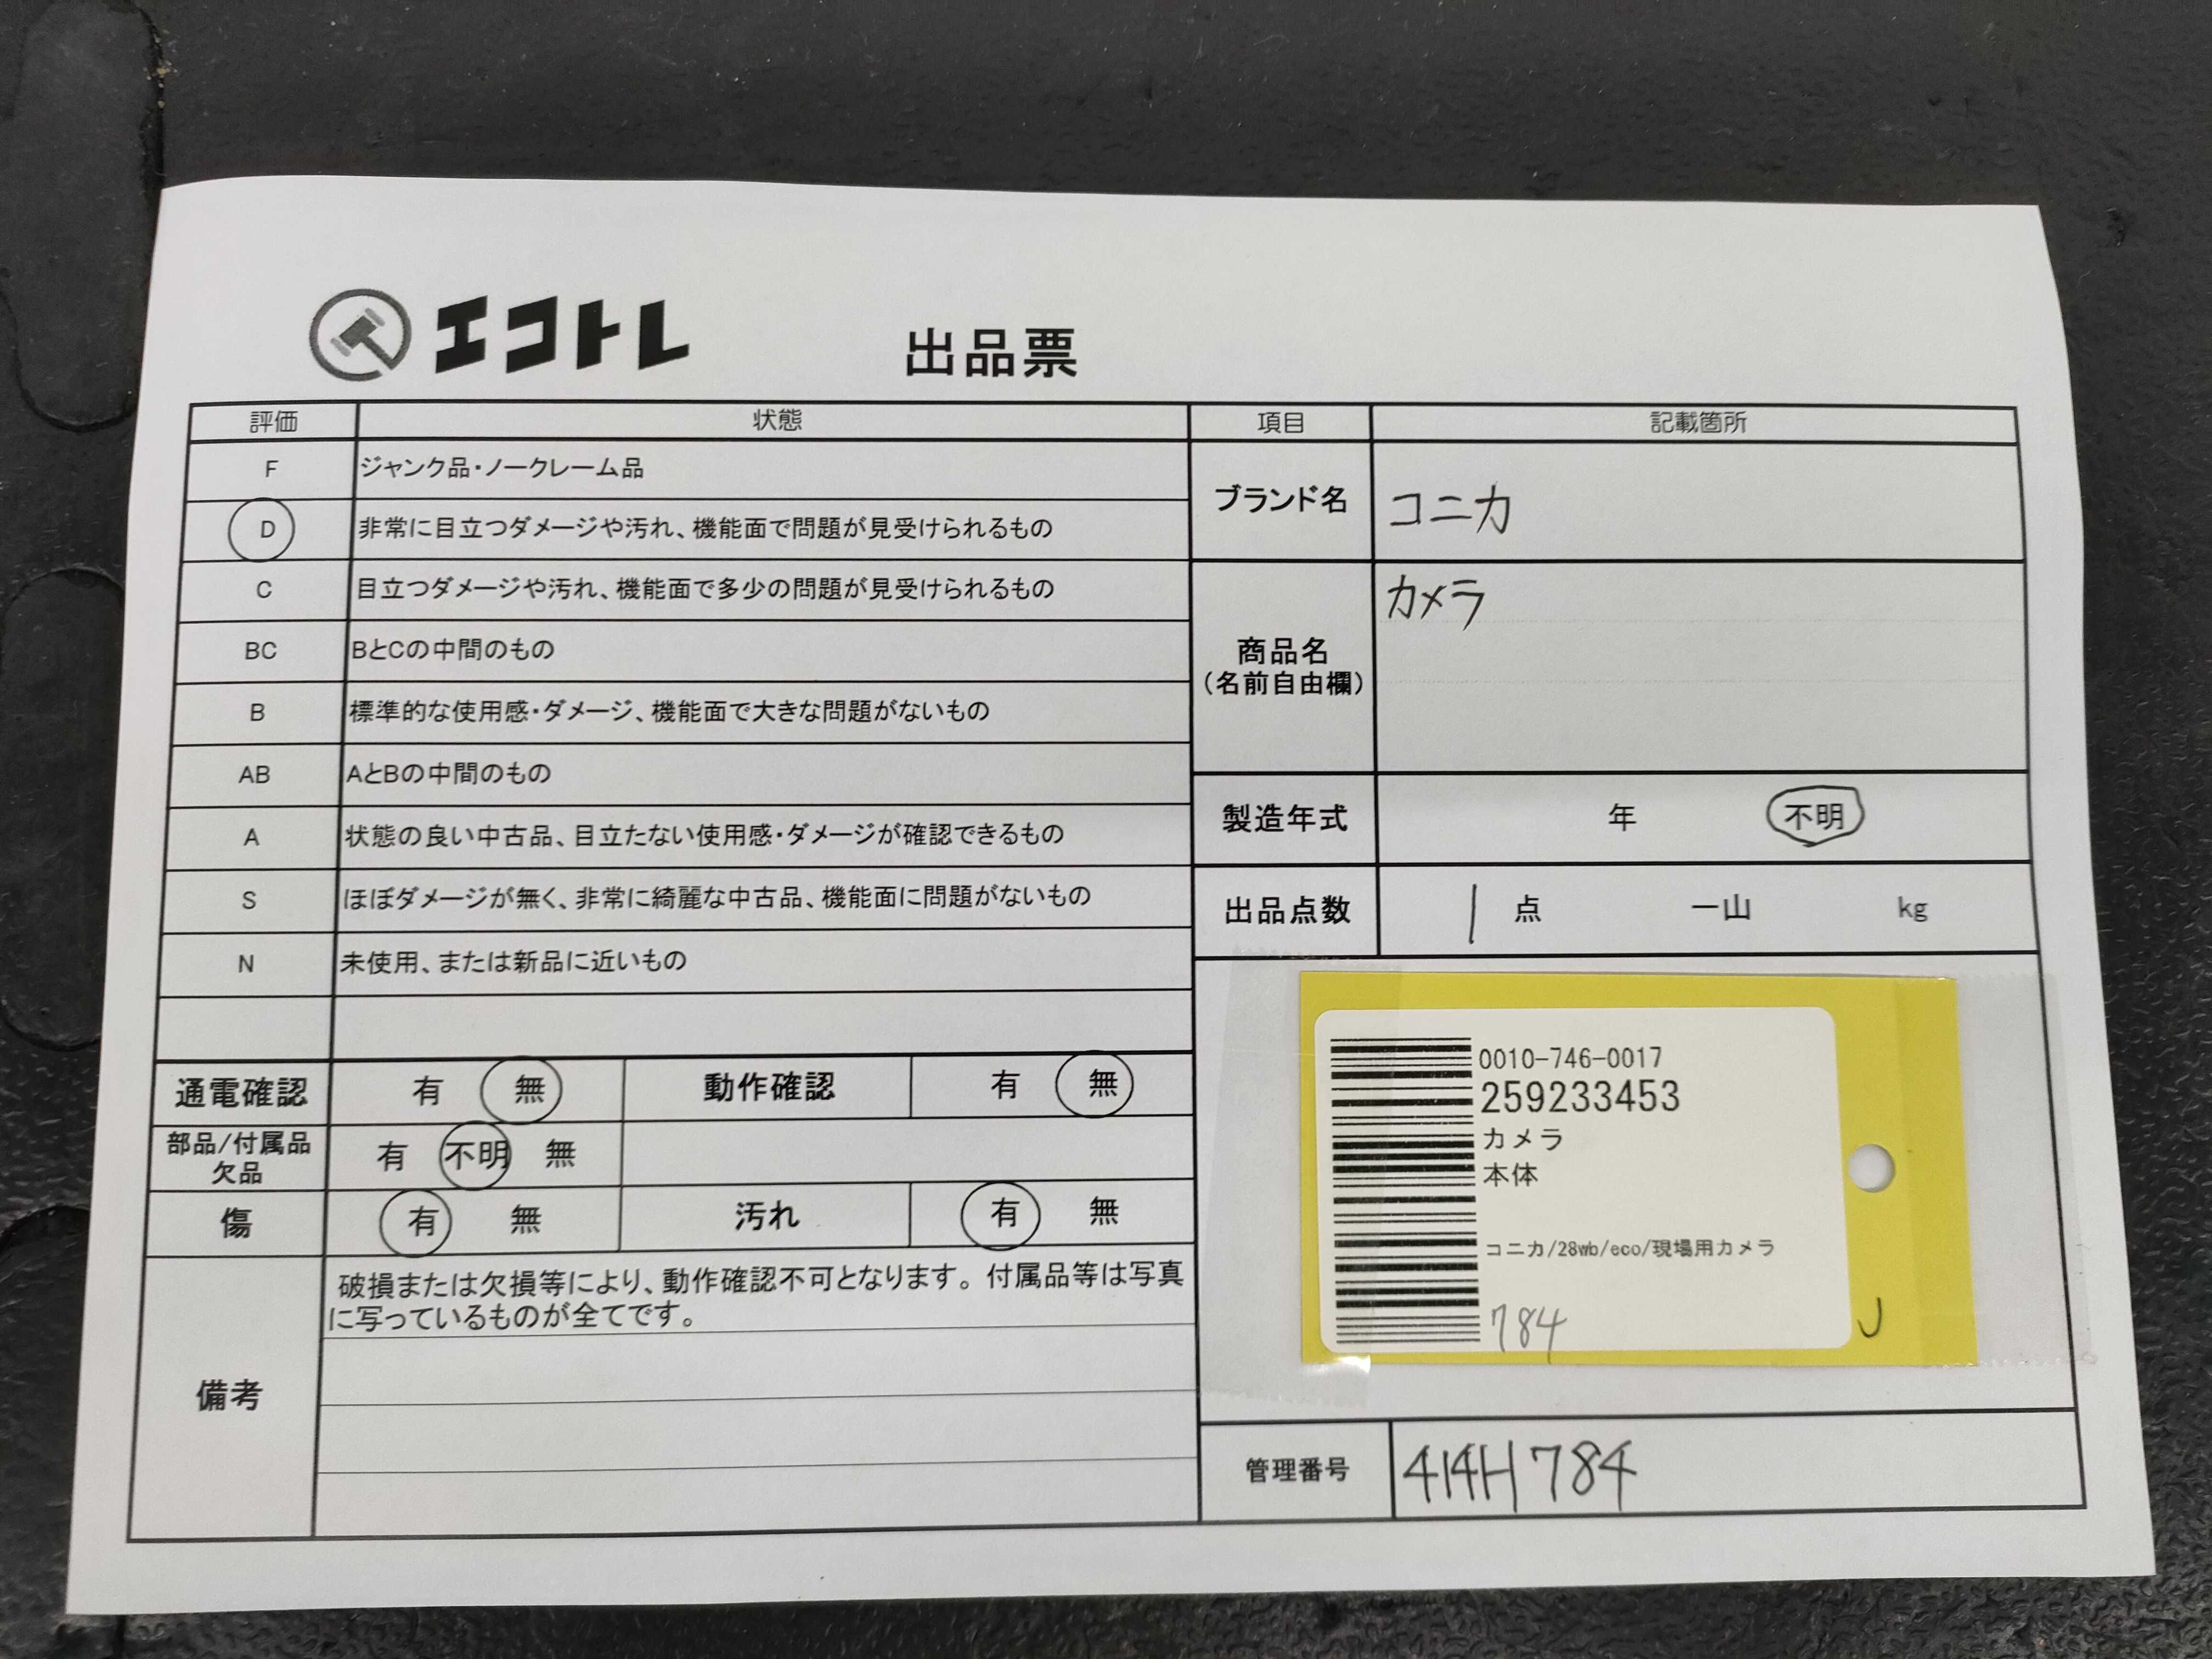 エコトレ 出品票
評価 状態 項目 記載箇所
F ジャンク品・ノークレーム品
D 非常に目立つダメージや汚れ、機能面で問題が見受けられるもの
C 目立つダメージや汚れ、機能面で多少の問題が見受けられるもの
BC BとCの中間のもの
B 標準的な使用感・ダメージ、機能面で大きな問題がないもの
AB AとBの中間のもの
A 状態の良い中古品、目立たない使用感・ダメージが確認できるもの
S ほぼダメージが無く、非常に綺麗な中古品、機能面に問題がないもの
N 未使用、または新品に近いもの
通電確認 有 無 動作確認 有 無
部品/付属品
欠品 有 不明 無
傷 有 無 汚れ 有 無
備考
破損または欠損等により、動作確認不可となります。付属品等は写真
に写っているものが全てです。
ブランド名 コニカ
商品名
(名前自由欄)
カメラ
製造年式 年 不明
出品点数 1 点 一山 kg
0010-746-0017
259233453
カメラ
本体
コニカ/28wb/eco/現場用カメラ
784
J
管理番号 414H784